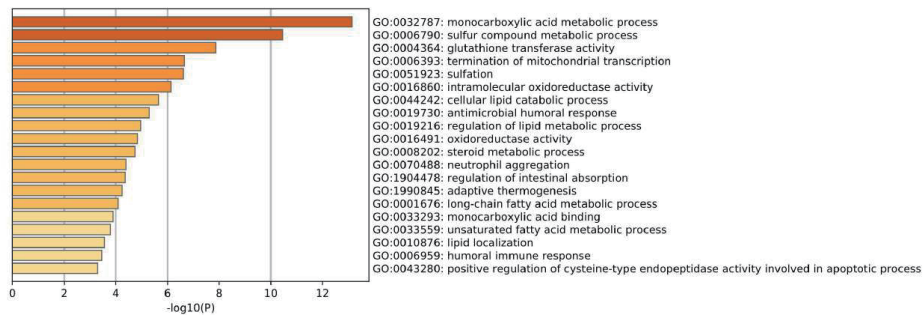 GO:0032787: monocarboxylic acid metabolic process
GO:0006790: sulfur compound metabolic process
GO:0004364: glutathione transferase activity
GO:0006393: termination of mitochondrial transcription
GO:0051923: sulfation
GO:0016860: intramolecular oxidoreductase activity
GO:0044242: cellular lipid catabolic process
GO:0019730: antimicrobial humoral response
GO:0019216: regulation of lipid metabolic process
GO:0016491: oxidoreductase activity
GO:0008202: steroid metabolic process
GO:0070488: neutrophil aggregation
GO:1904478: regulation of intestinal absorption
GO:1990845: adaptive thermogenesis
GO:0001676: long-chain fatty acid metabolic process
GO:0033293: monocarboxylic acid binding
GO:0033559: unsaturated fatty acid metabolic process
GO:0010876: lipid localization
GO:0006959: humoral immune response
GO:0043280: positive regulation of cysteine-type endopeptidase activity involved in apoptotic process
0 2 4 6 8 10 12
-log10(P)